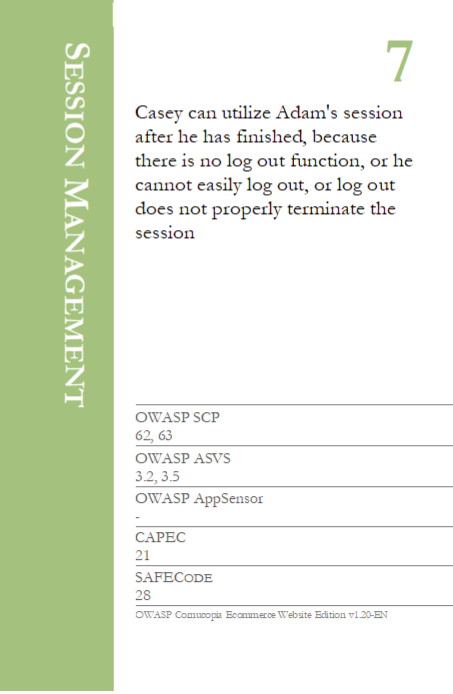 SESSION MANAGEMENT
7
Casey can utilize Adam's session
after he has finished, because
there is no log out function, or he
cannot easily log out, or log out
does not properly terminate the
session
OWASP SCP
62, 63
OWASP ASVS
3.2, 3.5
OWASP AppSensor
-
CAPEC
21
SAFECODE
28
OWASP Cornucopia Ecommerce Website Edition v1.20-EN